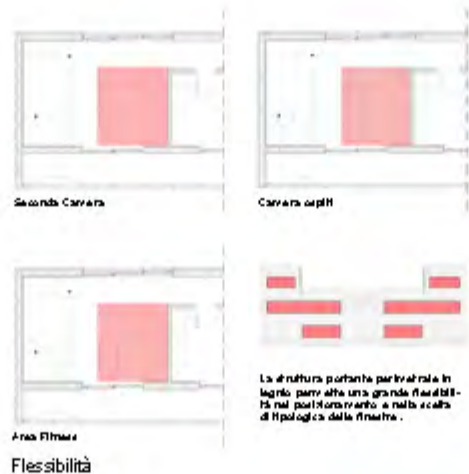 Seconda Camera
Camera ospiti
Area Fitness
La struttura portante perimetrale in
legno permette una grande flessibili-
tà nel posizionamento e nella scelta
di tipologica delle finestre.
Flessibilità